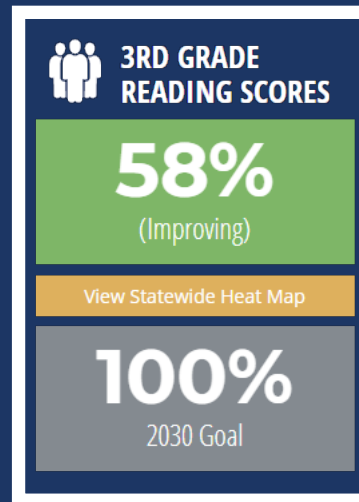 3RD GRADE
READING SCORES
58%
(Improving)
View Statewide Heat Map
100%
2030 Goal